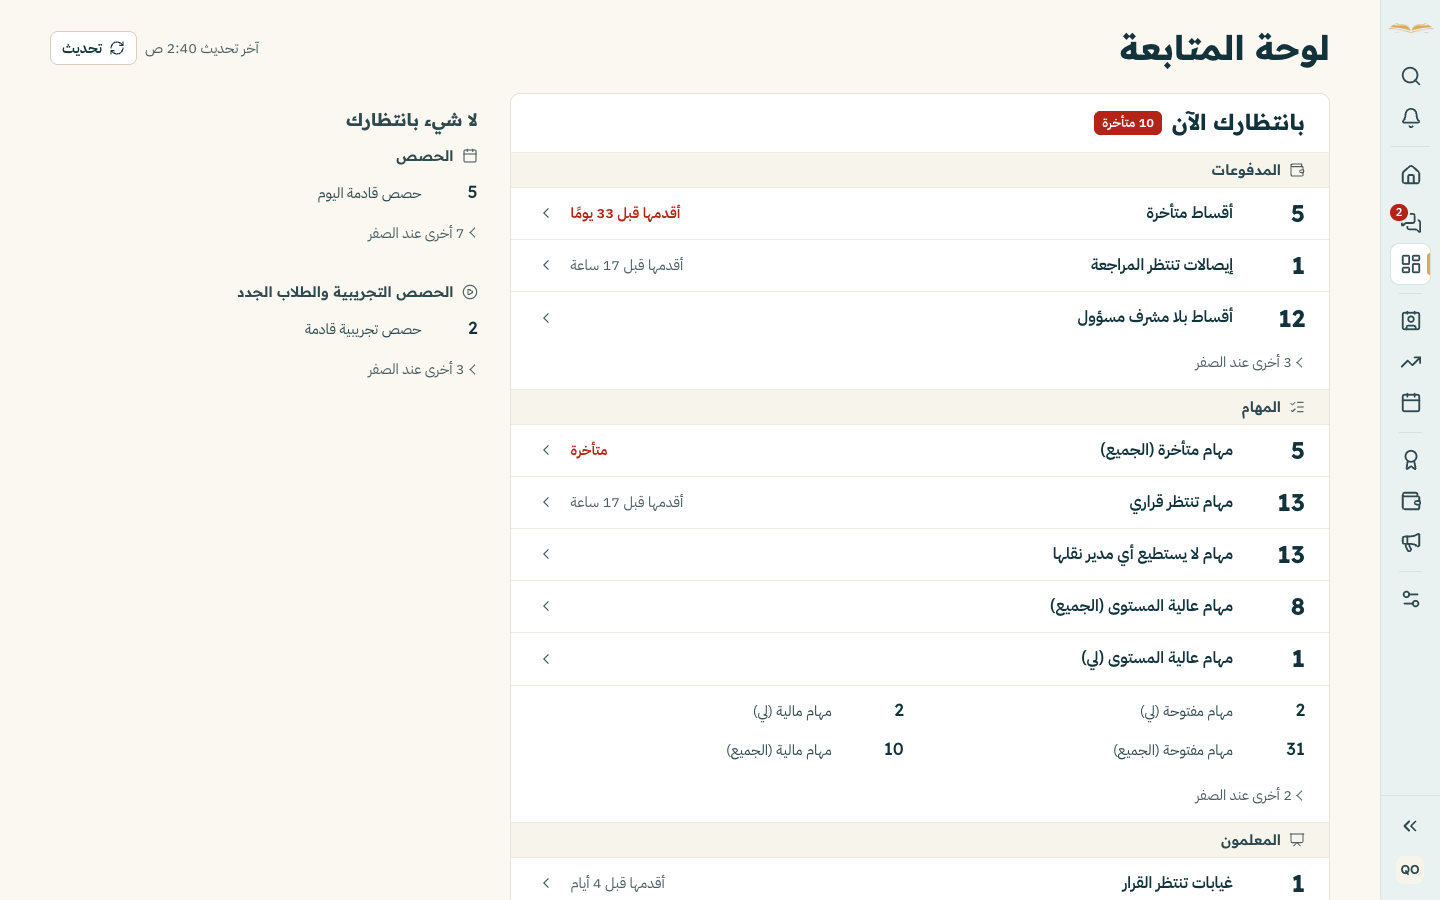 لوحة المتابعة
آخر تحديث 2:40 ص
تحديث
بانتظارك الآن
10 متأخرة
المدفوعات
5 أقساط متأخرة أقدمها قبل 33 يومًا
1 إيصالات تنتظر المراجعة أقدمها قبل 17 ساعة
12 أقساط بلا مشرف مسؤول
3 أخرى عند الصفر
المهام
5 مهام متأخرة (الجميع) متأخرة
13 مهام تنتظر قراري أقدمها قبل 17 ساعة
13 مهام لا يستطيع أي مدير نقلها
8 مهام عالية المستوى (الجميع)
1 مهام عالية المستوى (لي)
2 مهام مفتوحة (لي) 2 مهام مالية (لي)
31 مهام مفتوحة (الجميع) 10 مهام مالية (الجميع)
2 أخرى عند الصفر
المعلمون
1 غيابات تنتظر القرار أقدمها قبل 4 أيام
لا شيء بانتظارك
الحصص
5 حصص قادمة اليوم
7 أخرى عند الصفر
الحصص التجريبية والطلاب الجدد
2 حصص تجريبية قادمة
3 أخرى عند الصفر
2
QO